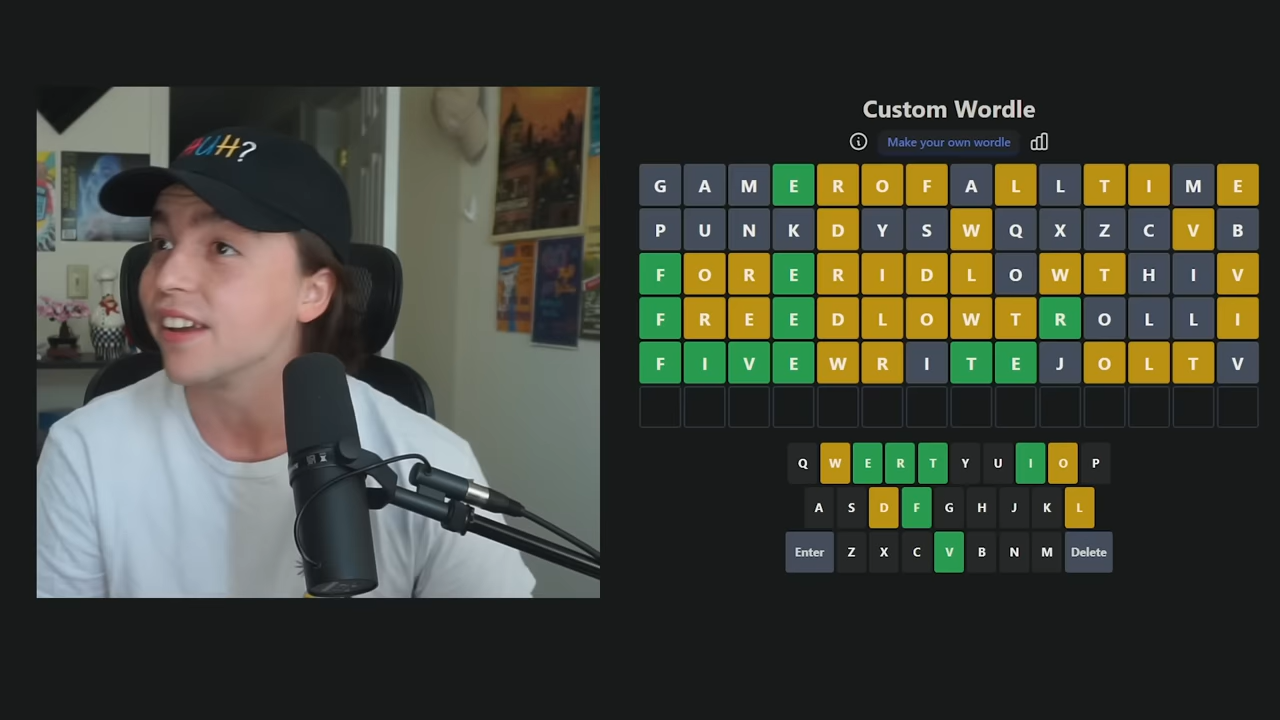 HUH?
Custom Wordle
Make your own wordle
G A M E R O F A L L T I M E
P U N K D Y S W Q X Z C V B
F O R E R I D L O W T H I V
F R E E D L O W T R O L L I
F I V E W R I T E J O L T V
Q W E R T Y U I O P
A S D F G H J K L
Enter Z X C V B N M Delete